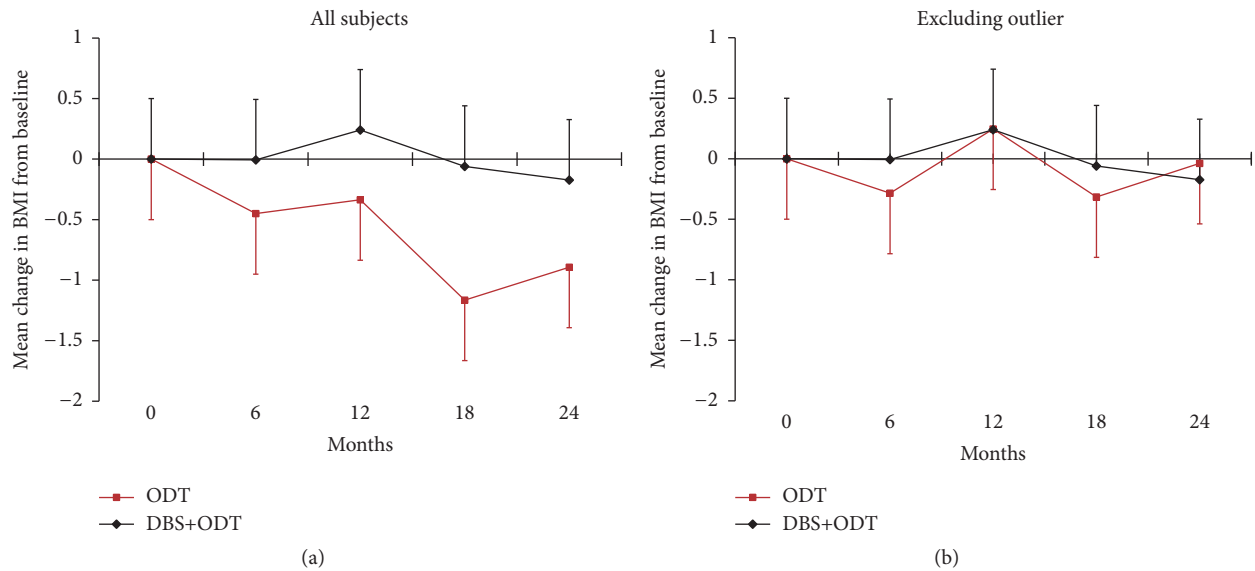 All subjects
1
0.5
0
−0.5
−1
−1.5
−2
Mean change in BMI from baseline
0 6 12 18 24
Months
ODT
DBS+ODT
(a)
Excluding outlier
1
0.5
0
−0.5
−1
−1.5
−2
Mean change in BMI from baseline
0 6 12 18 24
Months
ODT
DBS+ODT
(b)